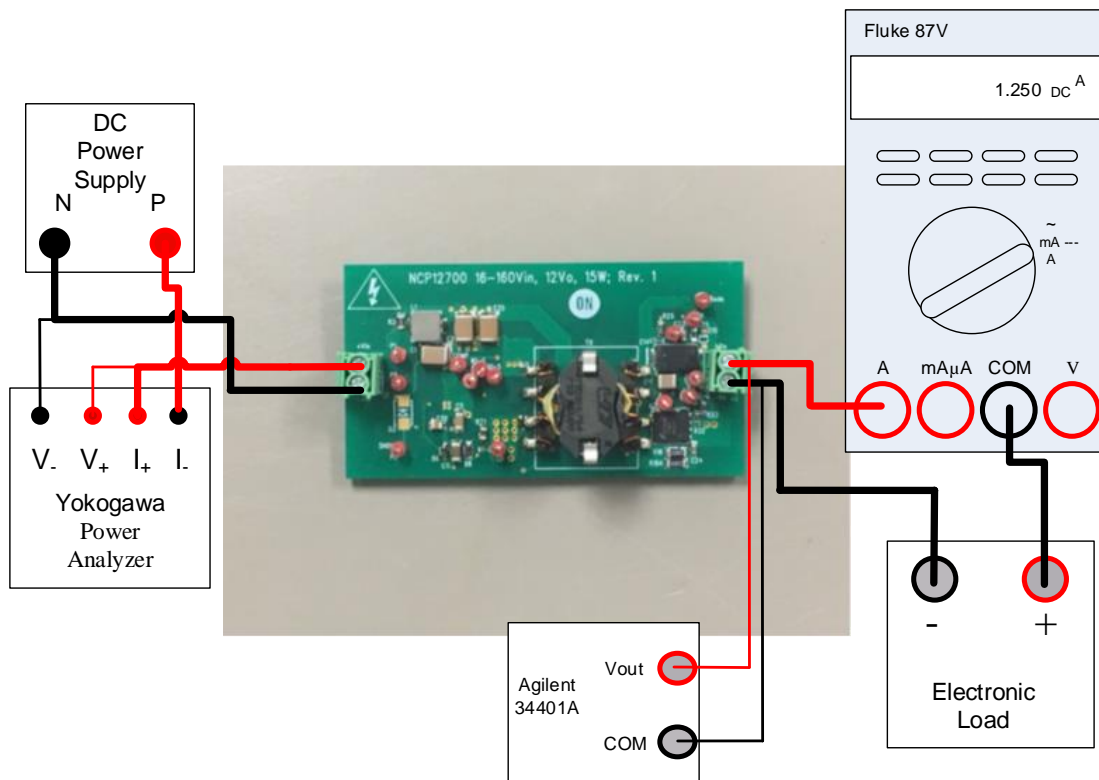 Fluke 87V
1.250 DC A
~
mA ---
A
A
mAµA
COM
V
DC
Power
Supply
N
P
NCP12700 16-160Vin, 12Vo, 15W; Rev. 1
ON
V-
V+
I+
I-
Yokogawa
Power
Analyzer
-
+
Electronic
Load
Agilent
34401A
Vout
COM